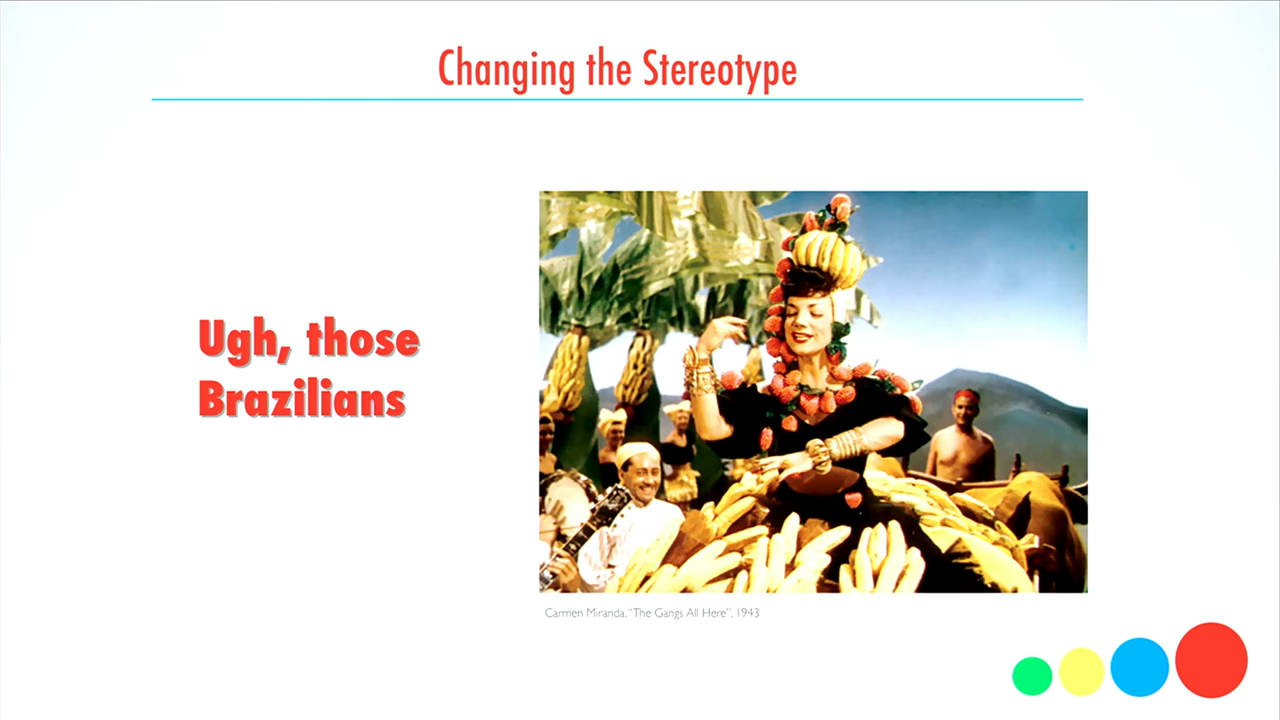 Changing the Stereotype
Ugh, those
Brazilians
Carmen Miranda, "The Gangs All Here", 1943